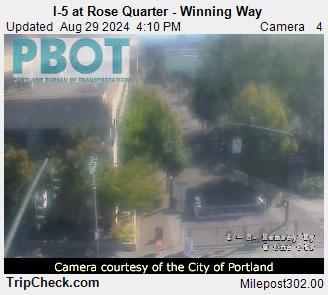 I-5 at Rose Quarter - Winning Way
Updated Aug 29 2024 4:10 PM Camera 4
PBOT
PORTLAND BUREAU OF TRANSPORTATION
Ramsay
Camera courtesy of the City of Portland
TripCheck.com Milepost302.00